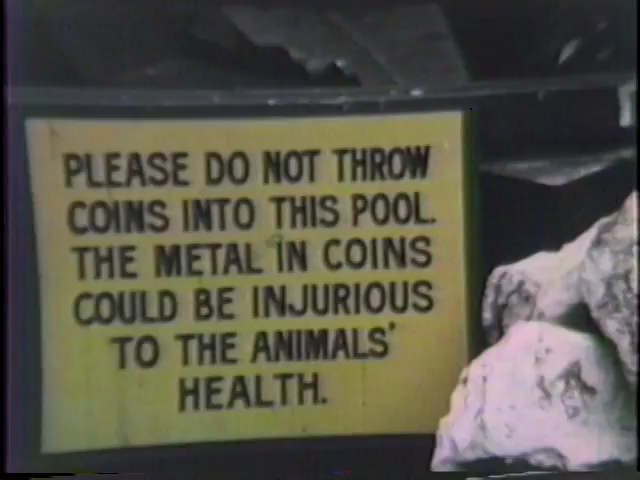 PLEASE DO NOT THROW
COINS INTO THIS POOL.
THE METAL IN COINS
COULD BE INJURIOUS
TO THE ANIMALS'
HEALTH.